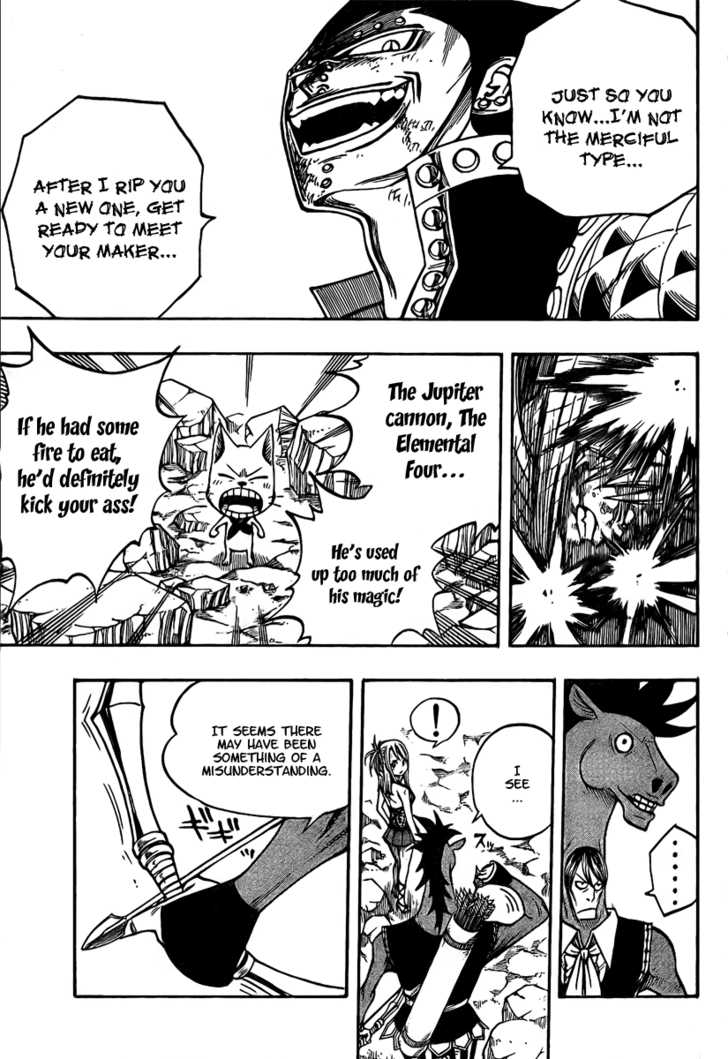 JUST SO YOU
KNOW...I'M NOT
THE MERCIFUL
TYPE...
AFTER I RIP YOU
A NEW ONE, GET
READY TO MEET
YOUR MAKER...
The Jupiter
cannon, The
Elemental
Four...
He's used
up too much of
his magic!
If he had some
fire to eat,
he'd definitely
kick your ass!
......
I
SEE
...
!
IT SEEMS THERE
MAY HAVE BEEN
SOMETHING OF A
MISUNDERSTANDING.
ギギ